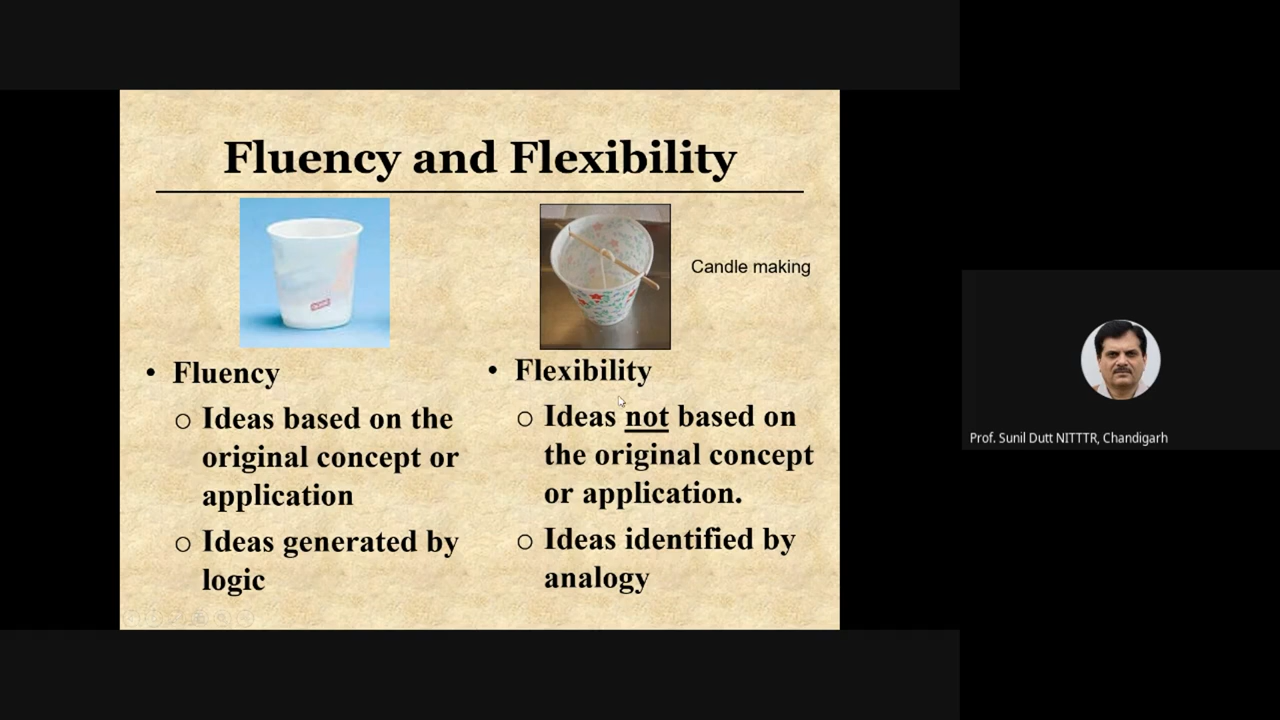 Fluency and Flexibility
Candle making
• Fluency
o Ideas based on the
original concept or
application
o Ideas generated by
logic
• Flexibility
o Ideas not based on
the original concept
or application.
o Ideas identified by
analogy
Prof. Sunil Dutt NITTTR, Chandigarh